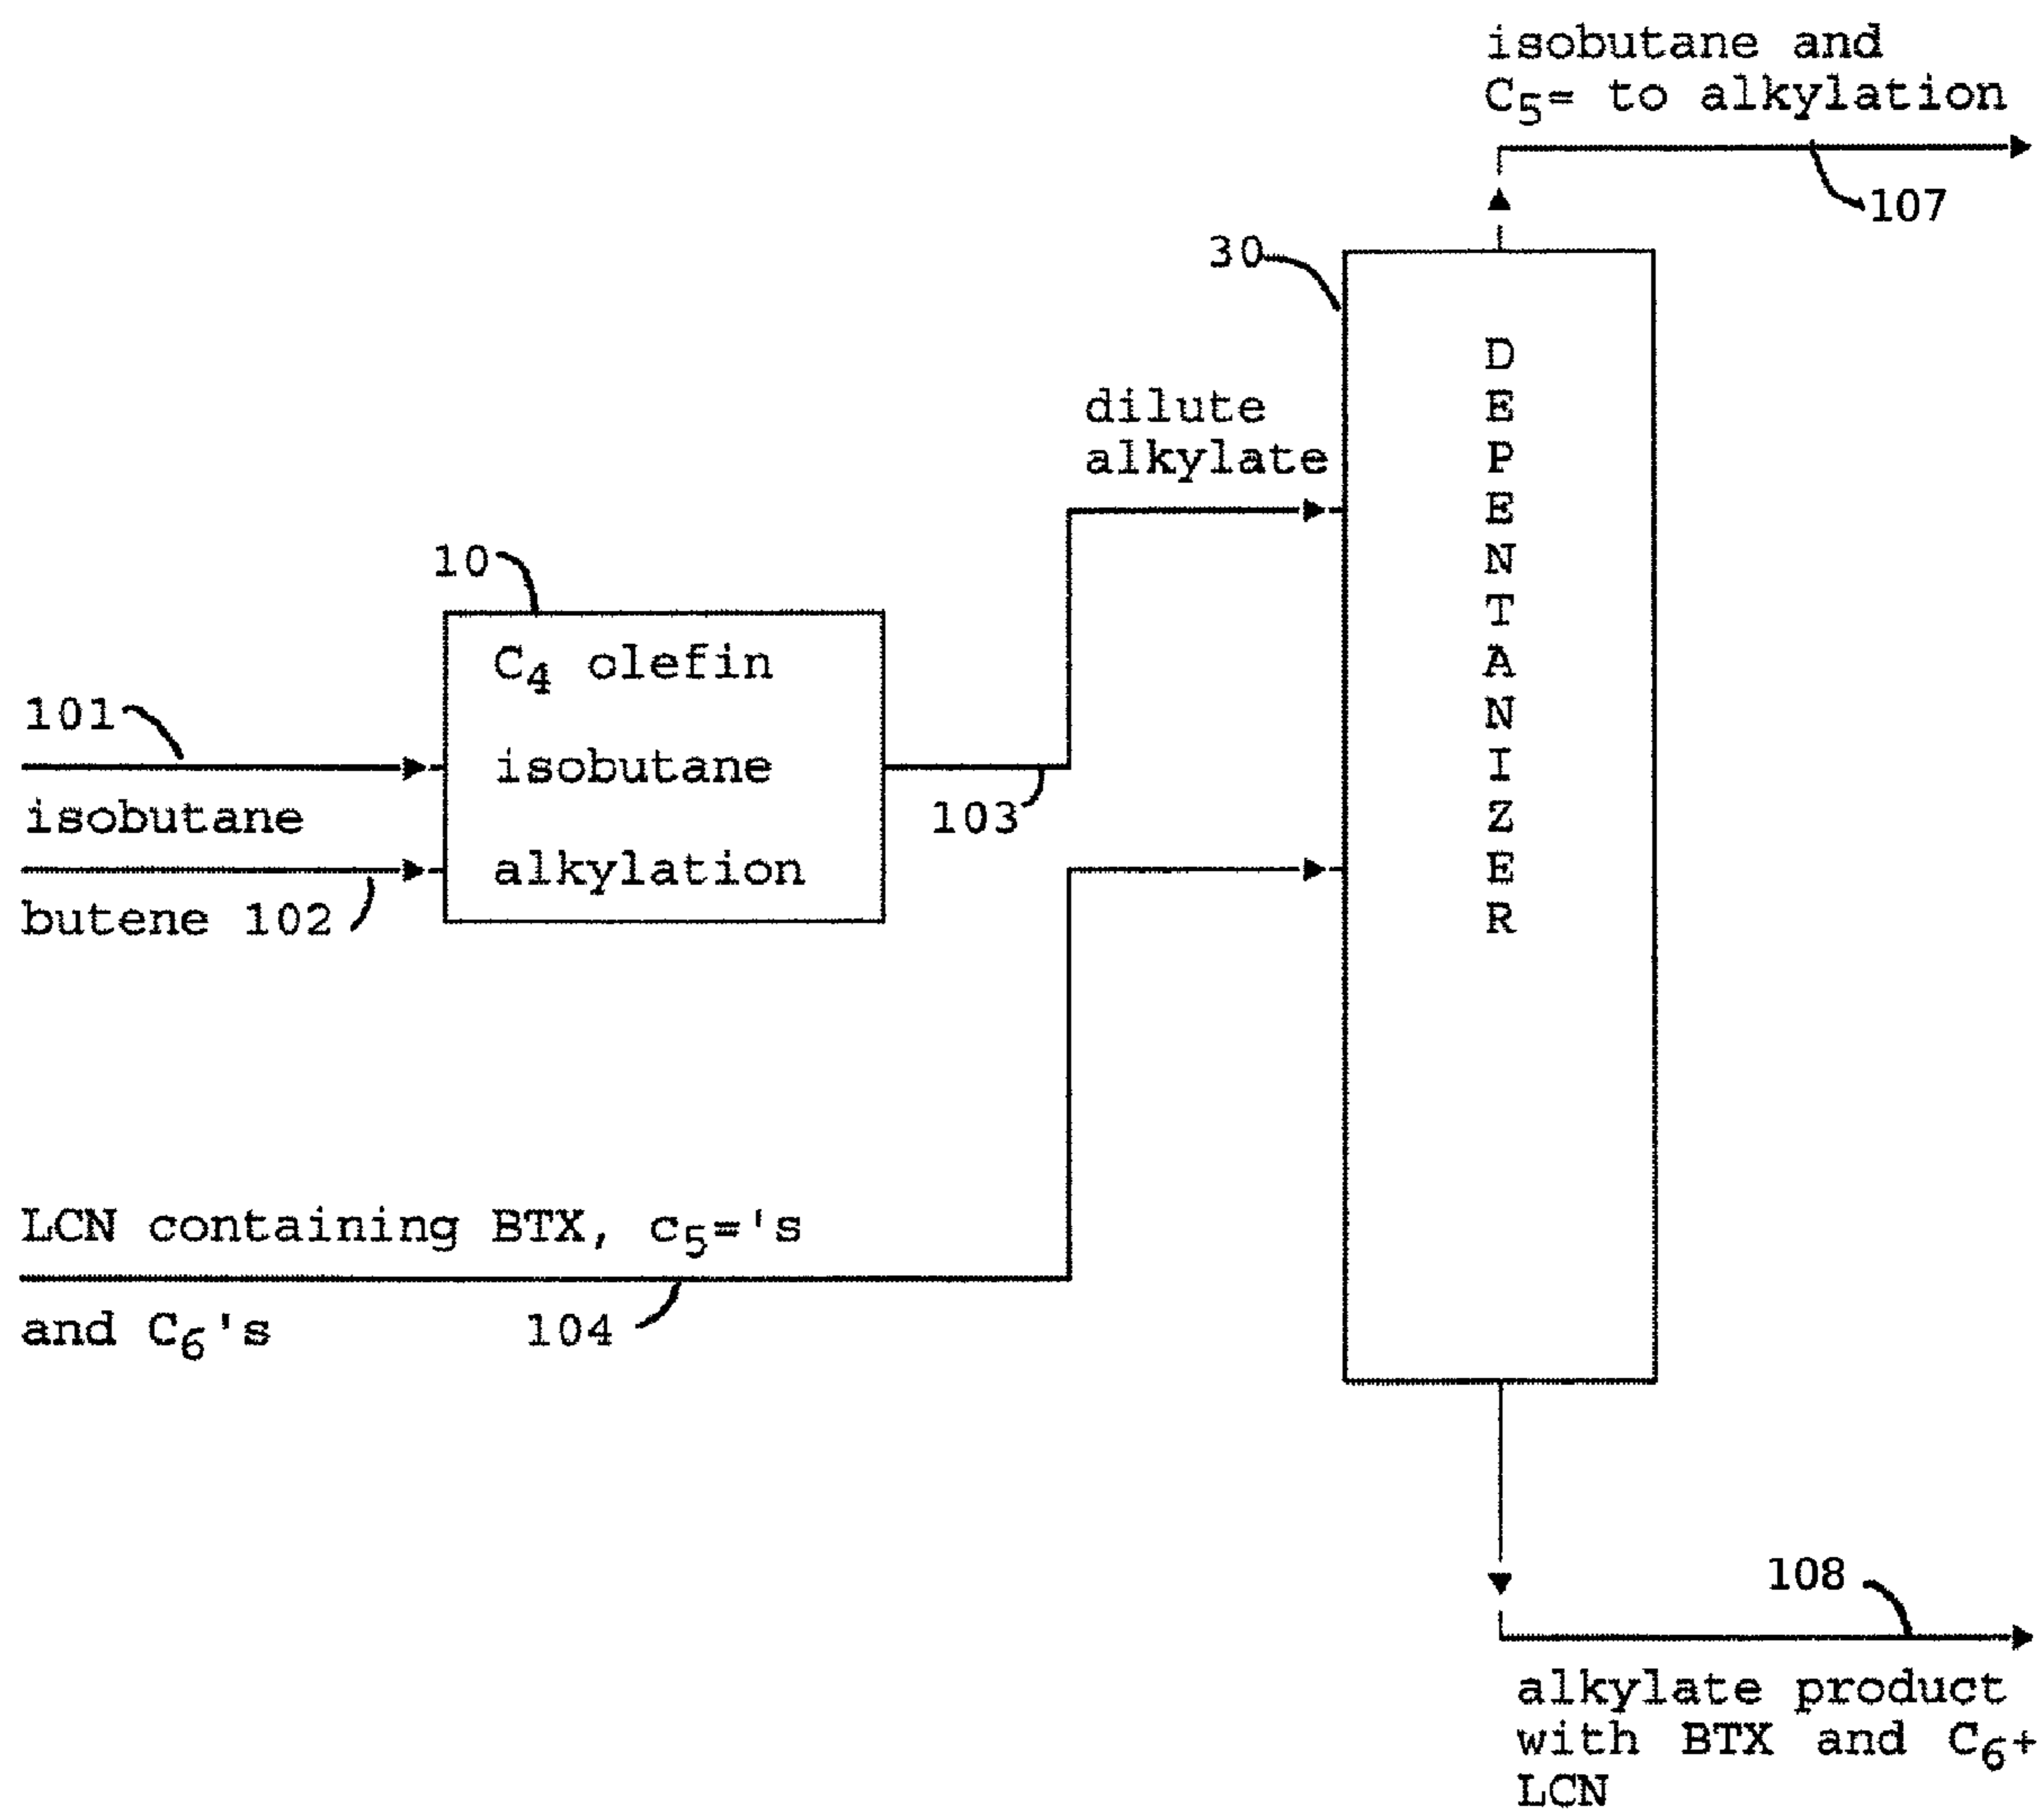 isobutane and
C5= to alkylation
107
30
D
E
P
E
N
T
A
N
I
Z
E
R
dilute
alkylate
10
C4 olefin
isobutane
alkylation
101
isobutane
butene 102
103
LCN containing BTX, c5='s
and C6's
104
108
alkylate product
with BTX and C6+
LCN